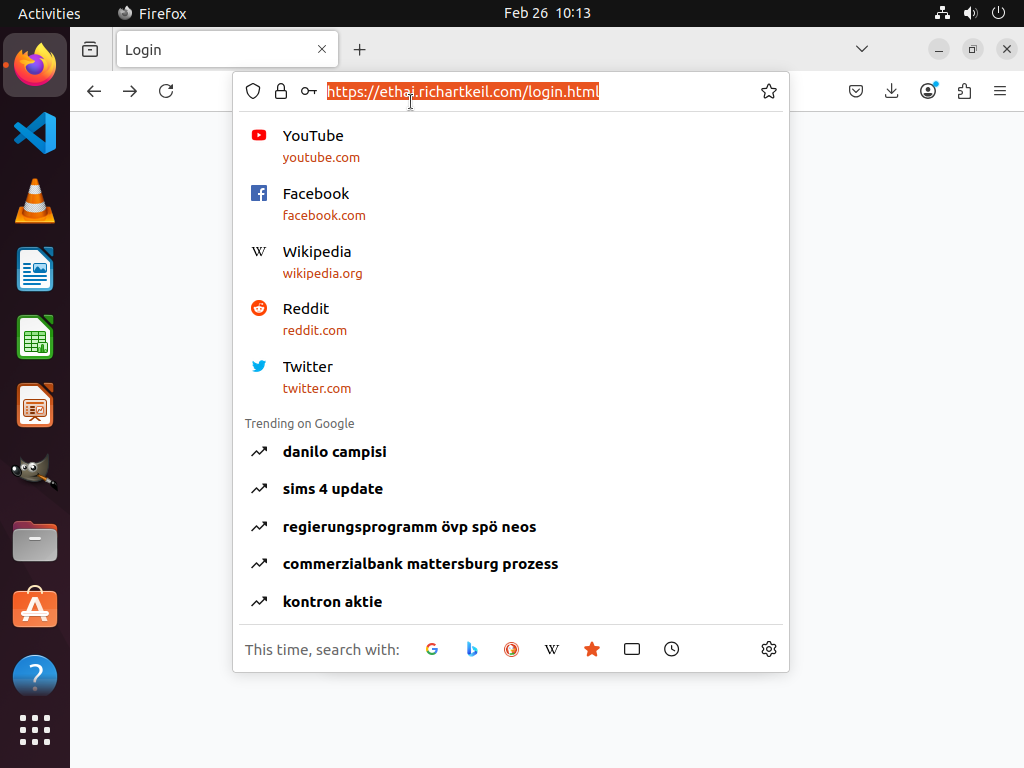 Activities
Firefox
Feb 26 10:13
Login
https://ethai.richartkeil.com/login.html
YouTube
youtube.com
Facebook
facebook.com
Wikipedia
wikipedia.org
Reddit
reddit.com
Twitter
twitter.com
Trending on Google
danilo campisi
sims 4 update
regierungsprogramm övp spö neos
commerzialbank mattersburg prozess
kontron aktie
This time, search with: